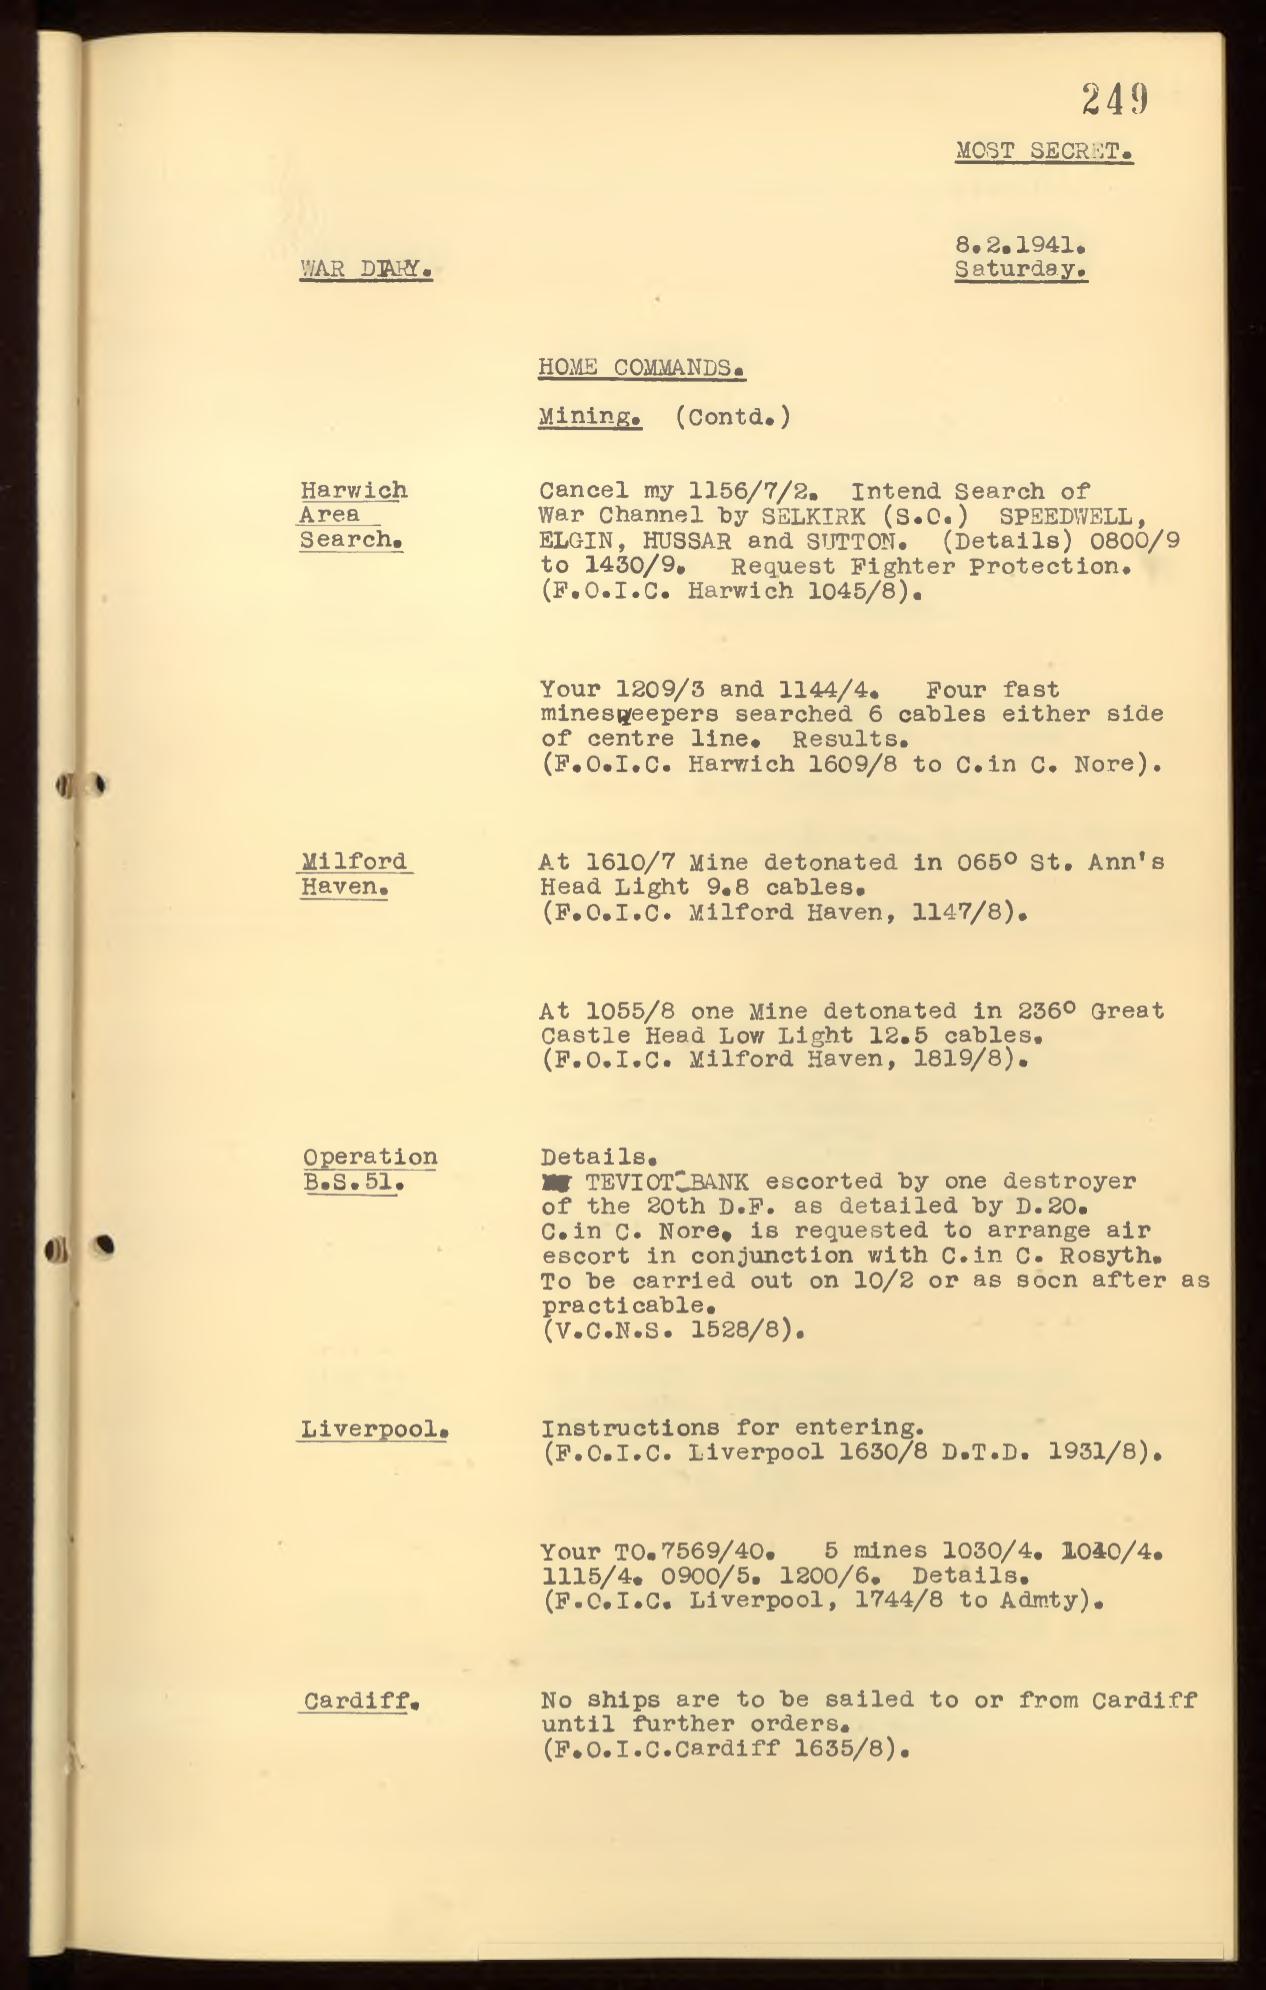 249
MOST SECRET.
8.2.1941.
WAR DIARY. Saturday.
HOME COMMANDS.
Mining. (Contd.)
Harwich Cancel my 1156/7/2. Intend Search of
Area War Channel by SELKIRK (S.O.) SPEEDWELL,
Search. ELGIN, HUSSAR and SUTTON. (Details) 0800/9
to 1430/9. Request Fighter Protection.
(F.O.I.C. Harwich 1045/8).
Your 1209/3 and 1144/4. Four fast
minesweepers searched 6 cables either side
of centre line. Results.
(F.O.I.C. Harwich 1609/8 to C.in C. Nore).
Milford At 1610/7 Mine detonated in 065° St. Ann's
Haven. Head Light 9.8 cables.
(F.O.I.C. Milford Haven, 1147/8).
At 1055/8 one Mine detonated in 236° Great
Castle Head Low Light 12.5 cables.
(F.O.I.C. Milford Haven, 1819/8).
Operation Details.
B.S.51. TEVIOT-BANK escorted by one destroyer
of the 20th D.F. as detailed by D.20.
C.in C. Nore, is requested to arrange air
escort in conjunction with C.in C. Rosyth.
To be carried out on 10/2 or as soon after as
practicable.
(V.C.N.S. 1528/8).
Liverpool. Instructions for entering.
(F.O.I.C. Liverpool 1630/8 D.T.D. 1931/8).
Your TO.7569/40. 5 mines 1030/4. 1040/4.
1115/4. 0900/5. 1200/6. Details.
(F.O.I.C. Liverpool, 1744/8 to Admty).
Cardiff. No ships are to be sailed to or from Cardiff
until further orders.
(F.O.I.C.Cardiff 1635/8).